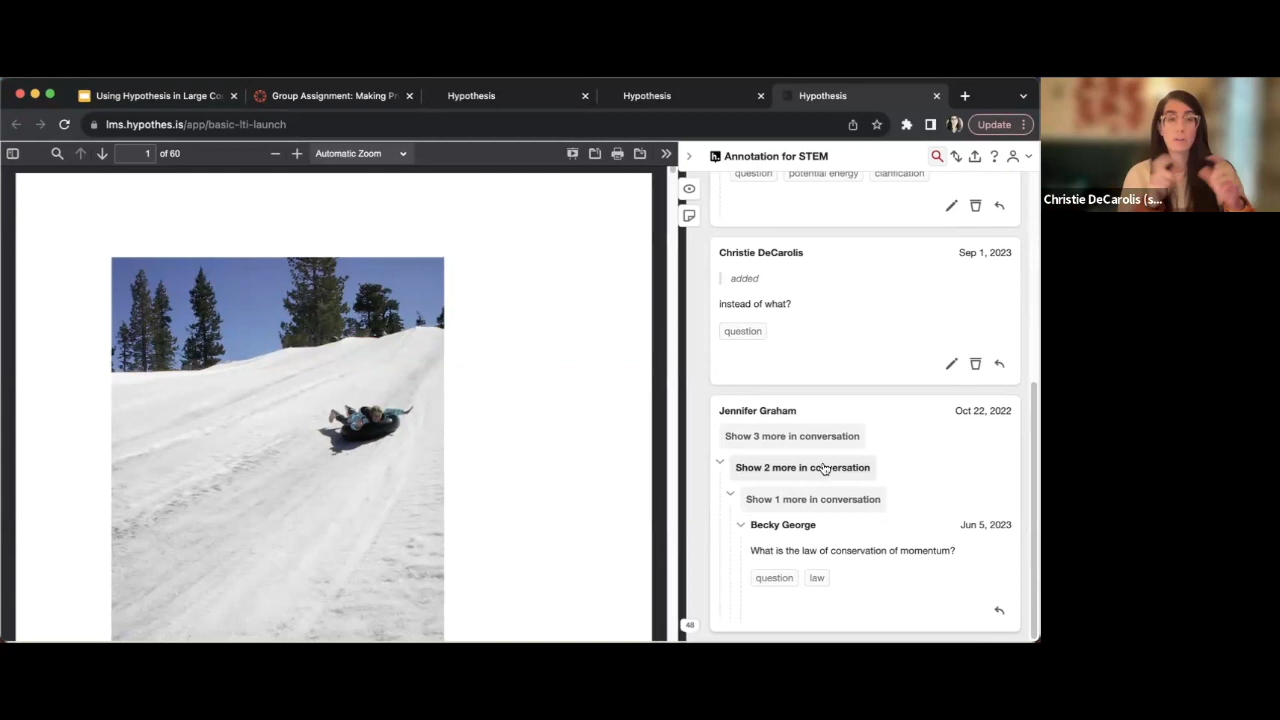 Using Hypothesis in Large Co
Group Assignment: Making Pr
Hypothesis
Hypothesis
Hypothesis
lms.hypothes.is/app/basic-lti-launch
Update
1 of 60
Automatic Zoom
h. Annotation for STEM
question potential energy clarification
Christie DeCarolis Sep 1, 2023
added
instead of what?
question
Jennifer Graham Oct 22, 2022
Show 3 more in conversation
Show 2 more in conversation
Show 1 more in conversation
Becky George Jun 5, 2023
What is the law of conservation of momentum?
question law
48
Christie DeCarolis (s...